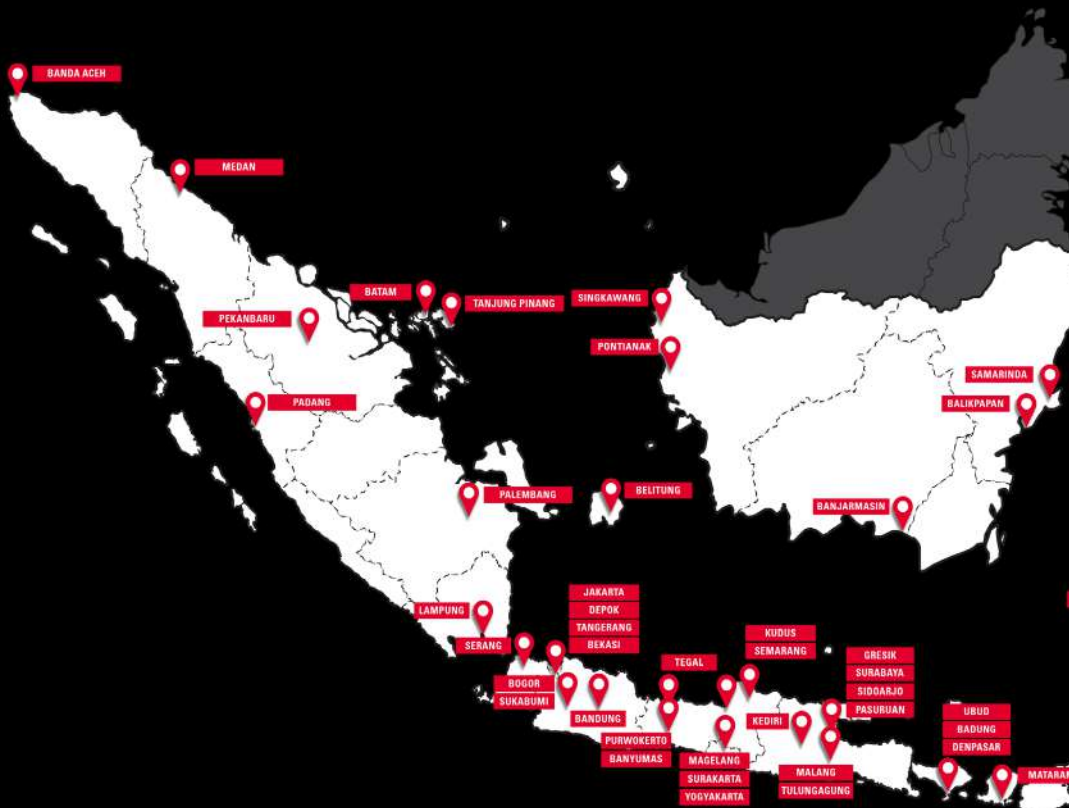 BANDA ACEH
MEDAN
BATAM
TANJUNG PINANG
SINGKAWANG
PEKANBARU
PONTIANAK
SAMARINDA
PADANG
BALIKPAPAN
PALEMBANG
BELITUNG
BANJARMASIN
JAKARTA
DEPOK
TANGERANG
BEKASI
LAMPUNG
SERANG
KUDUS
SEMARANG
TEGAL
GRESIK
SURABAYA
SIDOARJO
PASURUAN
BOGOR
SUKABUMI
BANDUNG
KEDIRI
UBUD
BADUNG
DENPASAR
PURWOKERTO
BANYUMAS
MAGELANG
SURAKARTA
YOGYAKARTA
MALANG
TULUNGAGUNG
MATARAM